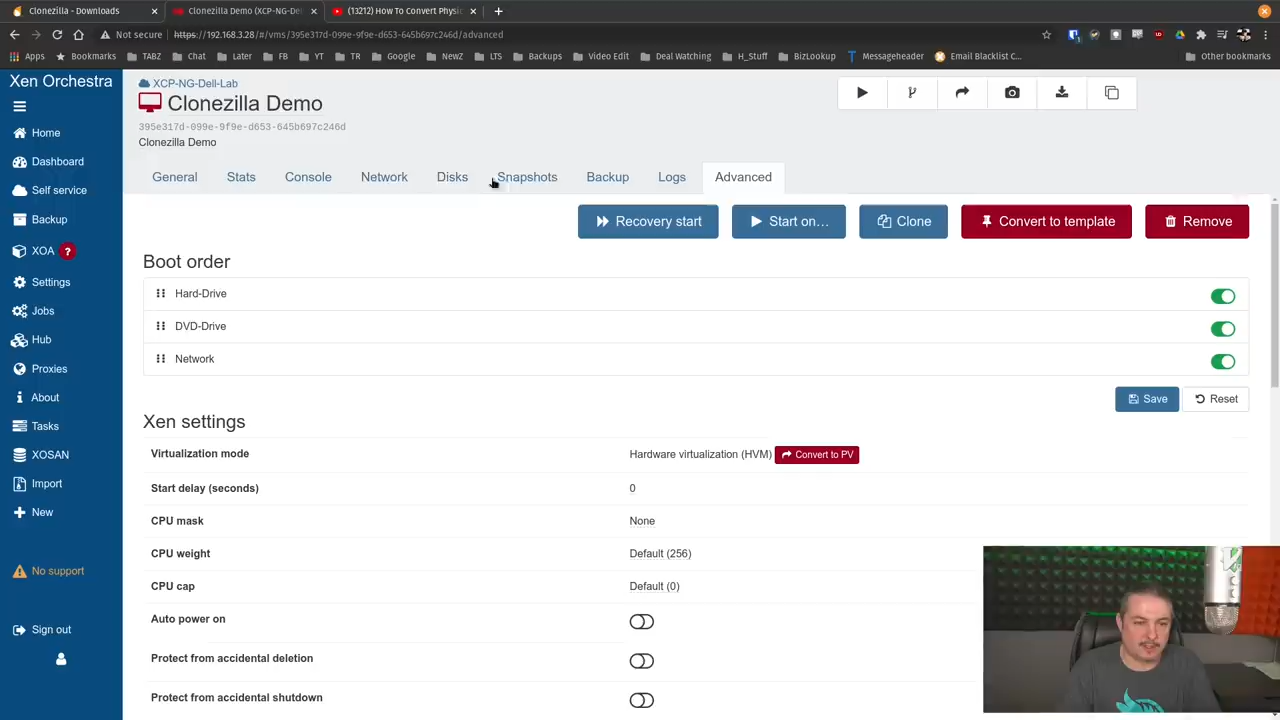 Clonezilla - Downloads
Clonezilla Demo (XCP-NG-Del
(13212) How To Convert Physic
Not secure
https://192.168.3.28/#/vms/395e317d-099e-9f9e-d653-645b697c246d/advanced
Apps
Bookmarks
TABZ
Chat
Later
FB
YT
TR
Google
NewZ
LTS
Backups
Video Edit
Deal Watching
H_Stuff
BizLookup
Messageheader
Email Blacklist C...
Other bookmarks
Xen Orchestra
Home
Dashboard
Self service
Backup
XOA ?
Settings
Jobs
Hub
Proxies
About
Tasks
XOSAN
Import
New
No support
Sign out
XCP-NG-Dell-Lab
Clonezilla Demo
395e317d-099e-9f9e-d653-645b697c246d
Clonezilla Demo
General
Stats
Console
Network
Disks
Snapshots
Backup
Logs
Advanced
Recovery start
Start on…
Clone
Convert to template
Remove
Boot order
Hard-Drive
DVD-Drive
Network
Save
Reset
Xen settings
Virtualization mode
Hardware virtualization (HVM)
Convert to PV
Start delay (seconds)
0
CPU mask
None
CPU weight
Default (256)
CPU cap
Default (0)
Auto power on
Protect from accidental deletion
Protect from accidental shutdown